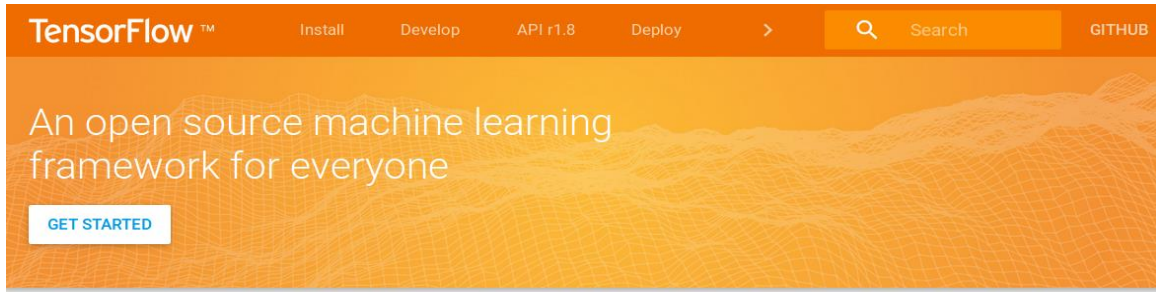 TensorFlow ™ Install Develop API r1.8 Deploy > Search GITHUB
An open source machine learning
framework for everyone
GET STARTED